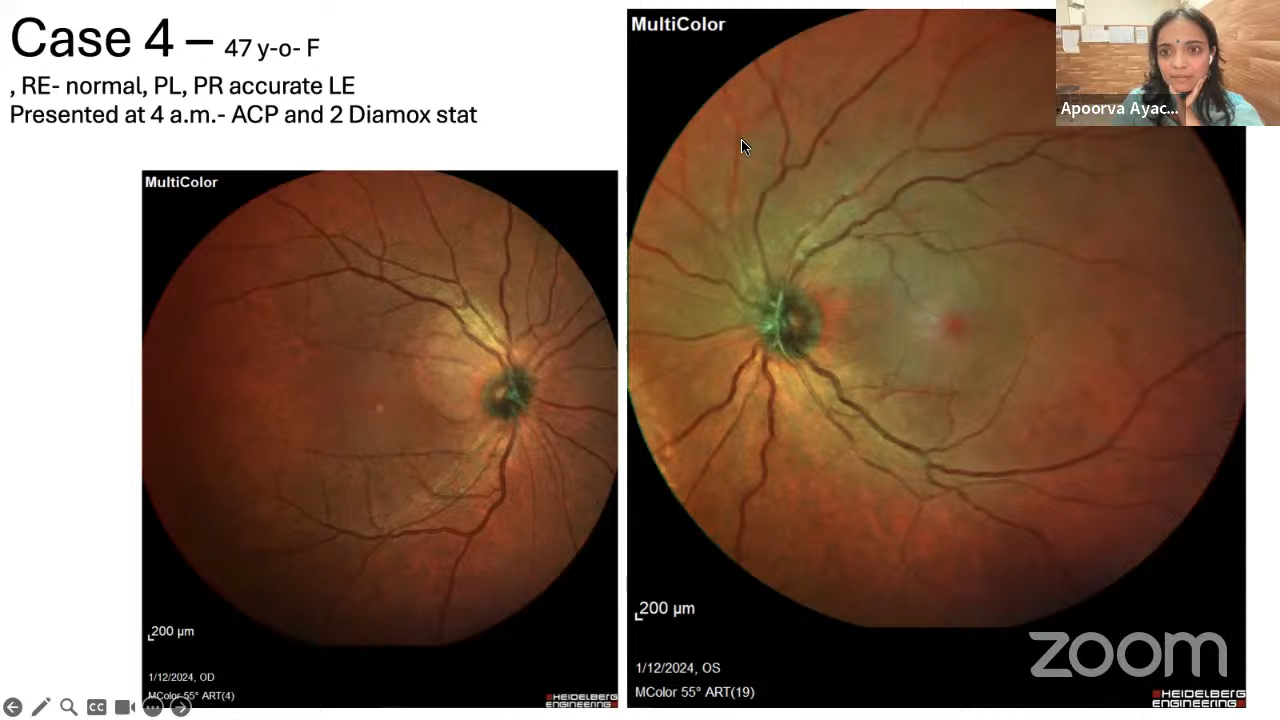 Case 4 – 47 y-o- F
, RE- normal, PL, PR accurate LE
Presented at 4 a.m.- ACP and 2 Diamox stat
MultiColor
200 µm
1/12/2024, OD
MColor 55° ART(4)
HEIDELBERG
ENGINEERING
MultiColor
200 µm
1/12/2024, OS
MColor 55° ART(19)
HEIDELBERG
ENGINEERING
Apoorva Ayac...
zoom
CC